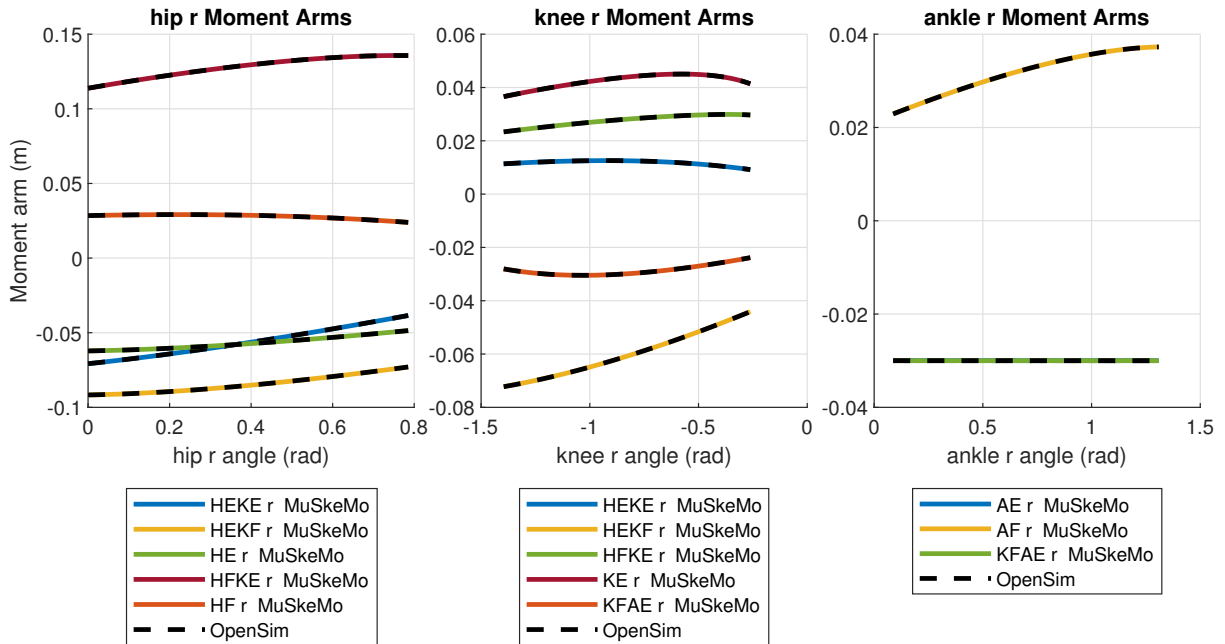 hip r Moment Arms
0.15
0.1
0.05
0
-0.05
-0.1
Moment arm (m)
0
0.2
0.4
0.6
0.8
hip r angle (rad)
HEKE r MuSkeMo
HEKF r MuSkeMo
HE r MuSkeMo
HFKE r MuSkeMo
HF r MuSkeMo
OpenSim
knee r Moment Arms
0.06
0.04
0.02
0
-0.02
-0.04
-0.06
-0.08
-1.5
-1
-0.5
0
knee r angle (rad)
HEKE r MuSkeMo
HEKF r MuSkeMo
HFKE r MuSkeMo
KE r MuSkeMo
KFAE r MuSkeMo
OpenSim
ankle r Moment Arms
0.04
0.02
0
-0.02
-0.04
0
0.5
1
1.5
ankle r angle (rad)
AE r MuSkeMo
AF r MuSkeMo
KFAE r MuSkeMo
OpenSim